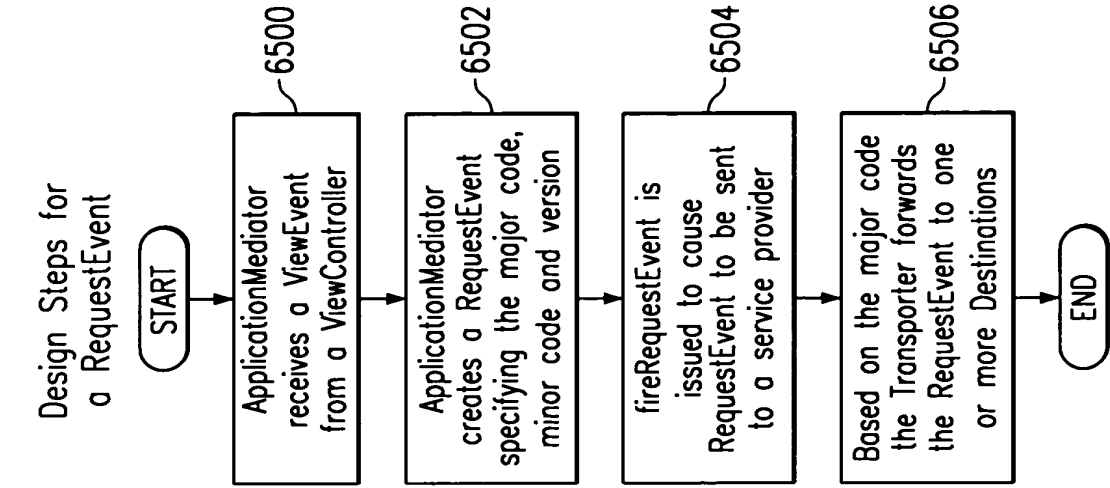 Design Steps for
a RequestEvent
START
ApplicationMediator
receives a ViewEvent
from a ViewController
6500
ApplicationMediator
creates a RequestEvent
specifying the major code,
minor code and version
6502
fireRequestEvent is
issued to cause
RequestEvent to be sent
to a service provider
6504
Based on the major code
the Transporter forwards
the RequestEvent to one
or more Destinations
6506
END